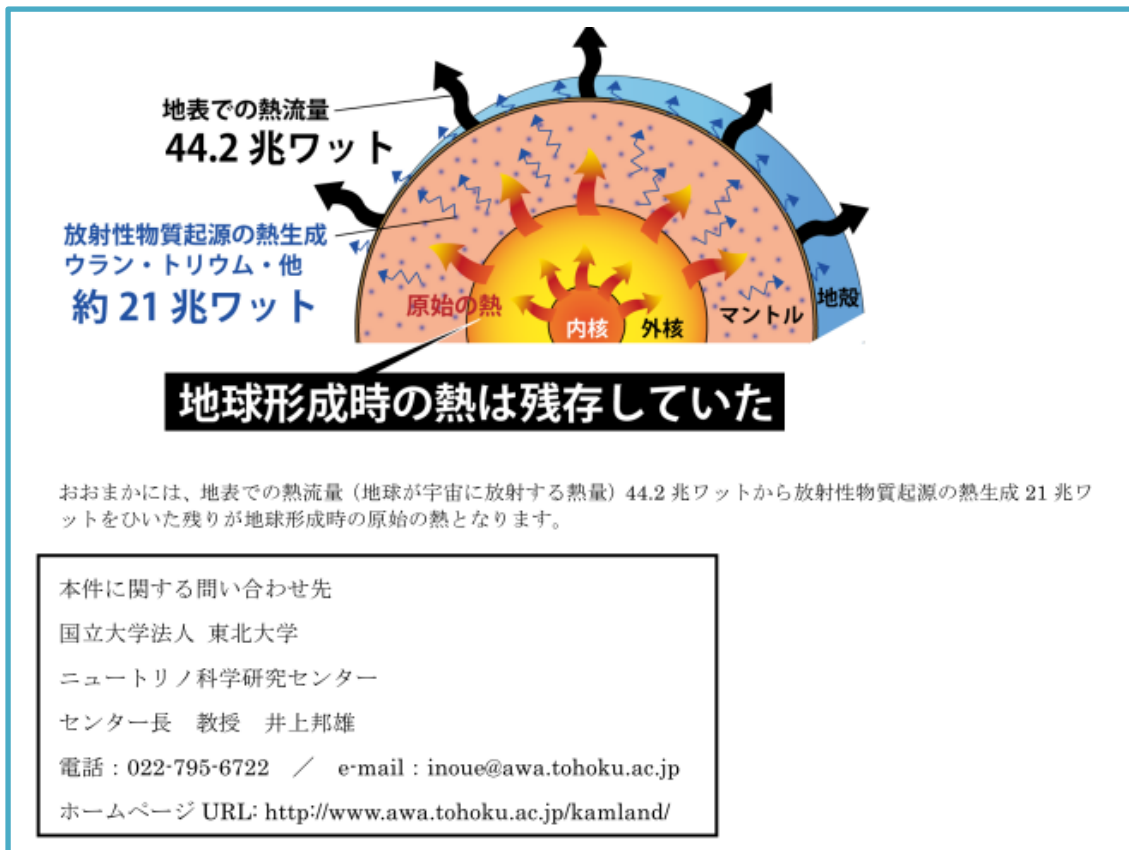 地表での熱流量
44.2 兆ワット
放射性物質起源の熱生成
ウラン・トリウム・他
約 21 兆ワット
原始の熱
内核
外核
マントル
地殻
地球形成時の熱は残存していた
おおまかには、地表での熱流量（地球が宇宙に放射する熱量）44.2 兆ワットから放射性物質起源の熱生成 21 兆ワ
ットをひいた残りが地球形成時の原始の熱となります。
本件に関する問い合わせ先
国立大学法人 東北大学
ニュートリノ科学研究センター
センター長　教授　井上邦雄
電話：022-795-6722　／　e-mail：inoue@awa.tohoku.ac.jp
ホームページ URL: http://www.awa.tohoku.ac.jp/kamland/